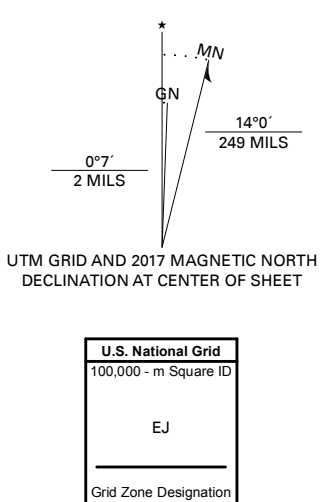 ★
MN
GN
14°0´
249 MILS
0°7´
2 MILS
UTM GRID AND 2017 MAGNETIC NORTH
DECLINATION AT CENTER OF SHEET
U.S. National Grid
100,000 - m Square ID
EJ
Grid Zone Designation